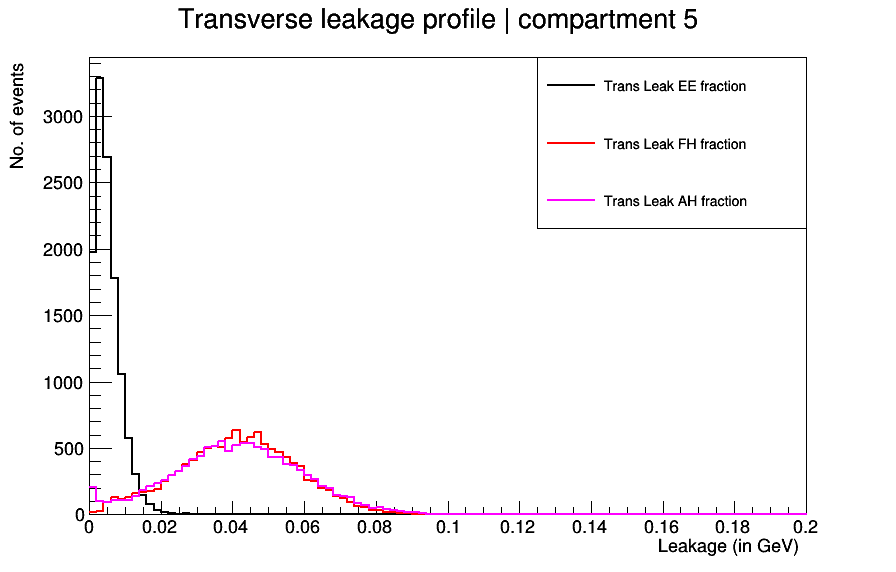 Transverse leakage profile | compartment 5
No. of events
3000
2500
2000
1500
1000
500
0
0 0.02 0.04 0.06 0.08 0.1 0.12 0.14 0.16 0.18 0.2
Leakage (in GeV)
Trans Leak EE fraction
Trans Leak FH fraction
Trans Leak AH fraction